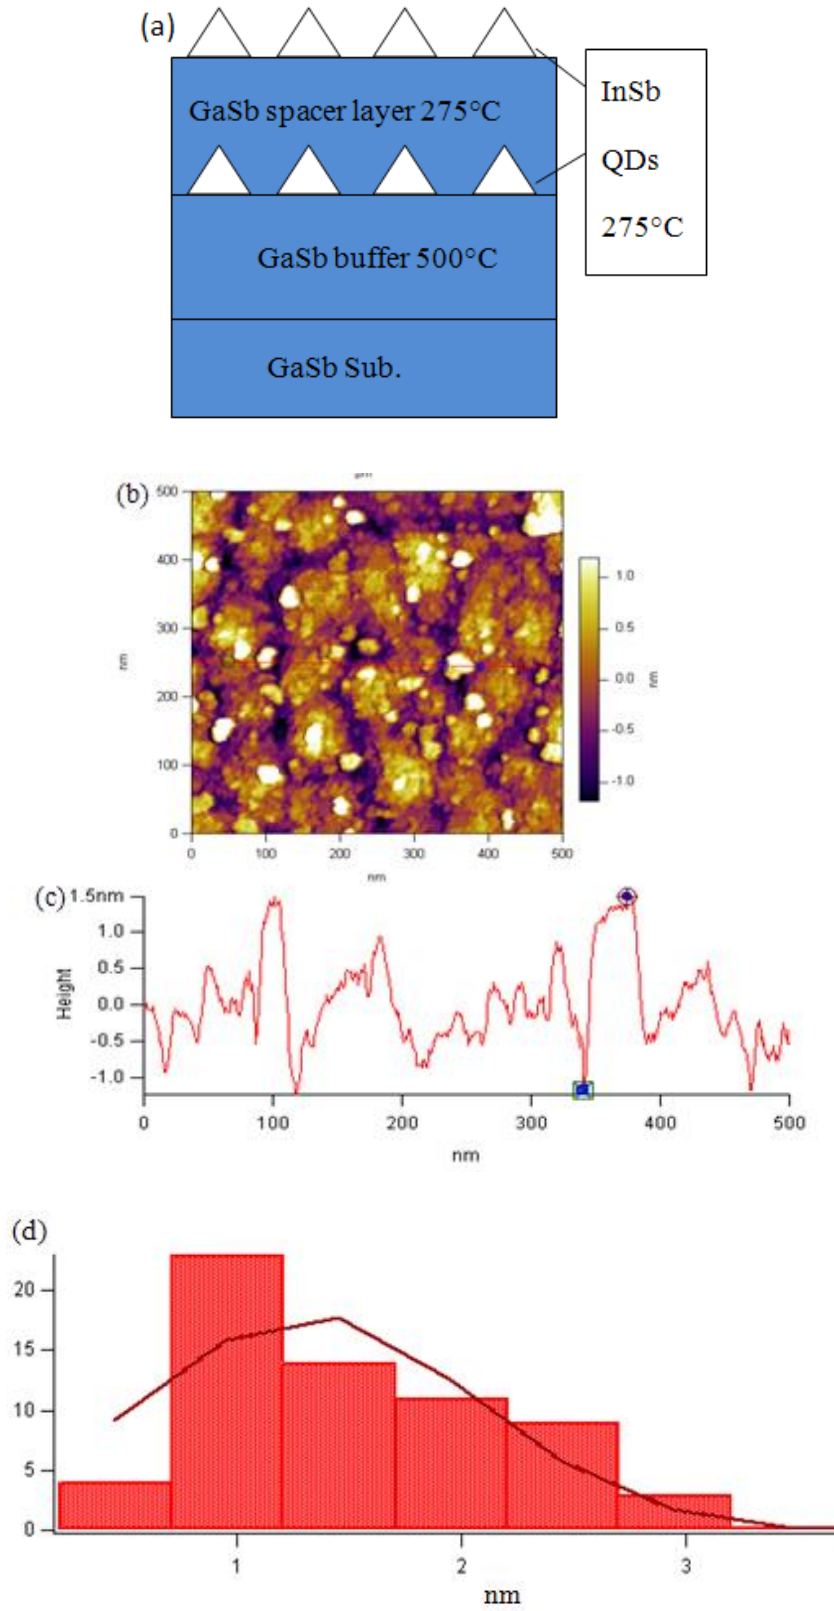 (a)
InSb
GaSb spacer layer 275°C
QDs
275°C
GaSb buffer 500°C
GaSb Sub.
(b)
500
400
300
200
100
0
nm
0 100 200 300 400 500
nm
1.0
0.5
0.0
-0.5
-1.0
nm
(c)
1.5nm
1.0
0.5
0.0
-0.5
-1.0
Height
0 100 200 300 400 500
nm
(d)
20
15
10
5
0
1 2 3
nm